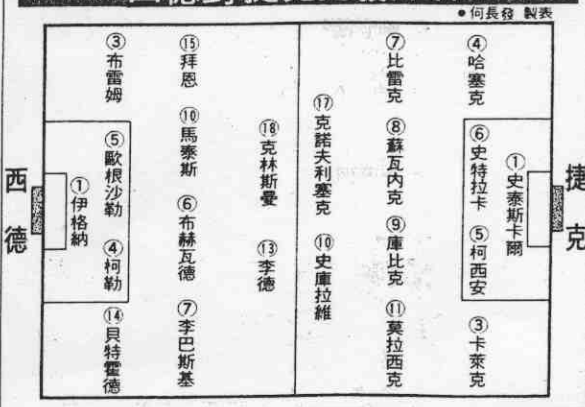 ●何長發 製表
西德
①伊格納
③布雷姆
⑤歐根沙勒
④柯勒
⑭貝特霍德
⑮拜恩
⑩馬泰斯
⑥布赫瓦德
⑦李巴斯基
⑱克林斯曼
⑬李德
⑰克諾夫利塞克
⑩史庫拉維
⑦比雷克
⑧蘇瓦內克
⑨庫比克
⑪莫拉西克
④哈塞克
⑥史特拉卡
⑤柯西安
③卡萊克
①史泰斯卡爾
捷克